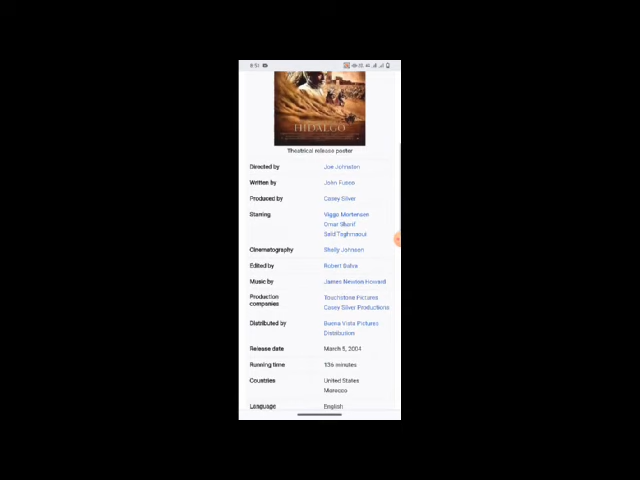 8:51
HIDALGO
Theatrical release poster
Directed by Joe Johnston
Written by John Fusco
Produced by Casey Silver
Starring Viggo Mortensen
Omar Sharif
Said Taghmaoui
Cinematography Shelly Johnson
Edited by Robert Dalva
Music by James Newton Howard
Production companies Touchstone Pictures
Casey Silver Productions
Distributed by Buena Vista Pictures
Distribution
Release date March 5, 2004
Running time 136 minutes
Countries United States
Morocco
Language English